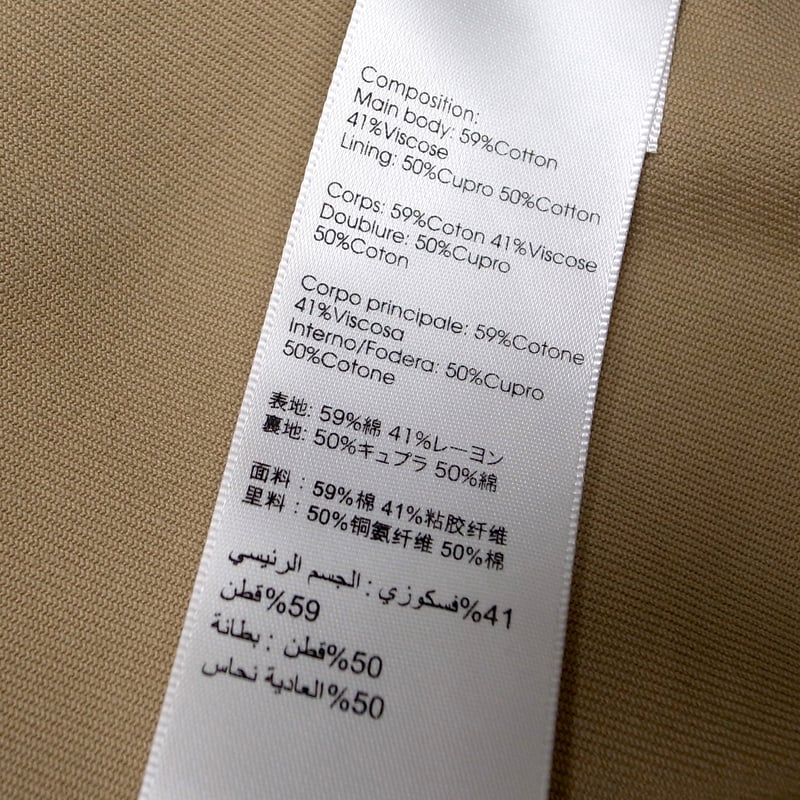 Composition:
Main body: 59%Cotton
41%Viscose
Lining: 50%Cupro 50%Cotton
Corps: 59%Coton 41%Viscose
Doublure: 50%Cupro
50%Coton
Corpo principale: 59%Cotone
41%Viscosa
Interno/Fodera: 50%Cupro
50%Cotone
表地: 59%綿 41%レーヨン
裏地: 50%キュプラ 50%綿
面料：59%棉 41%粘胶纤维
里料：50%铜氨纤维 50%棉
41%فسكوزي : الجسم الرئيسي
59%قطن
50%قطن : بطانة
50%العادية نحاس